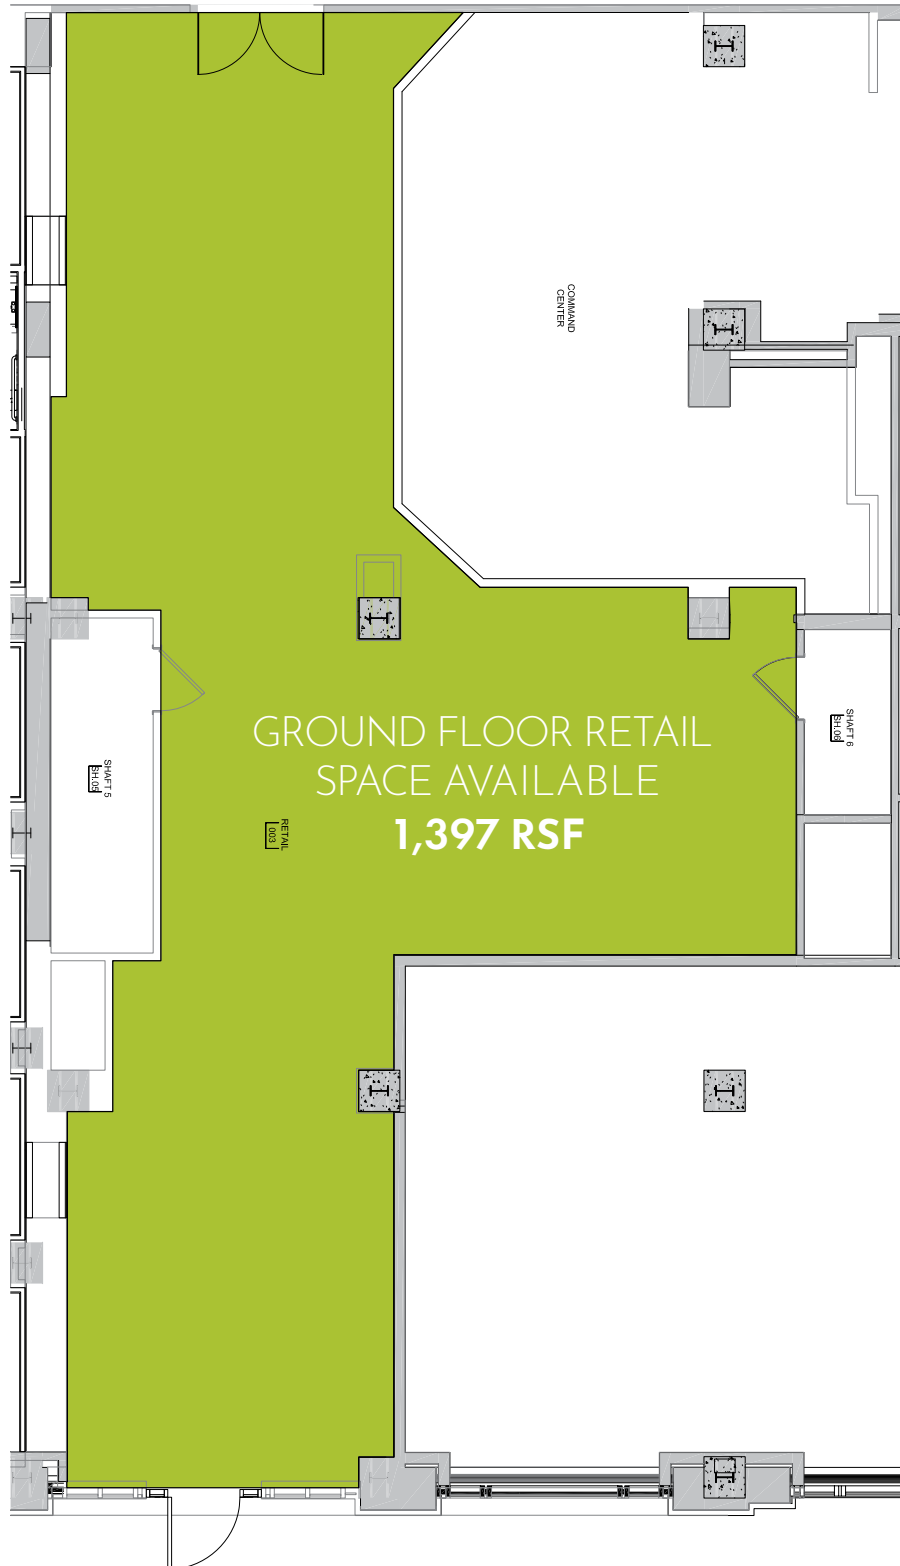 COMMAND
CENTER
GROUND FLOOR RETAIL
SPACE AVAILABLE
1,397 RSF
SHAFT 6
SH.06
SHAFT 5
SH.05
RETAIL
003